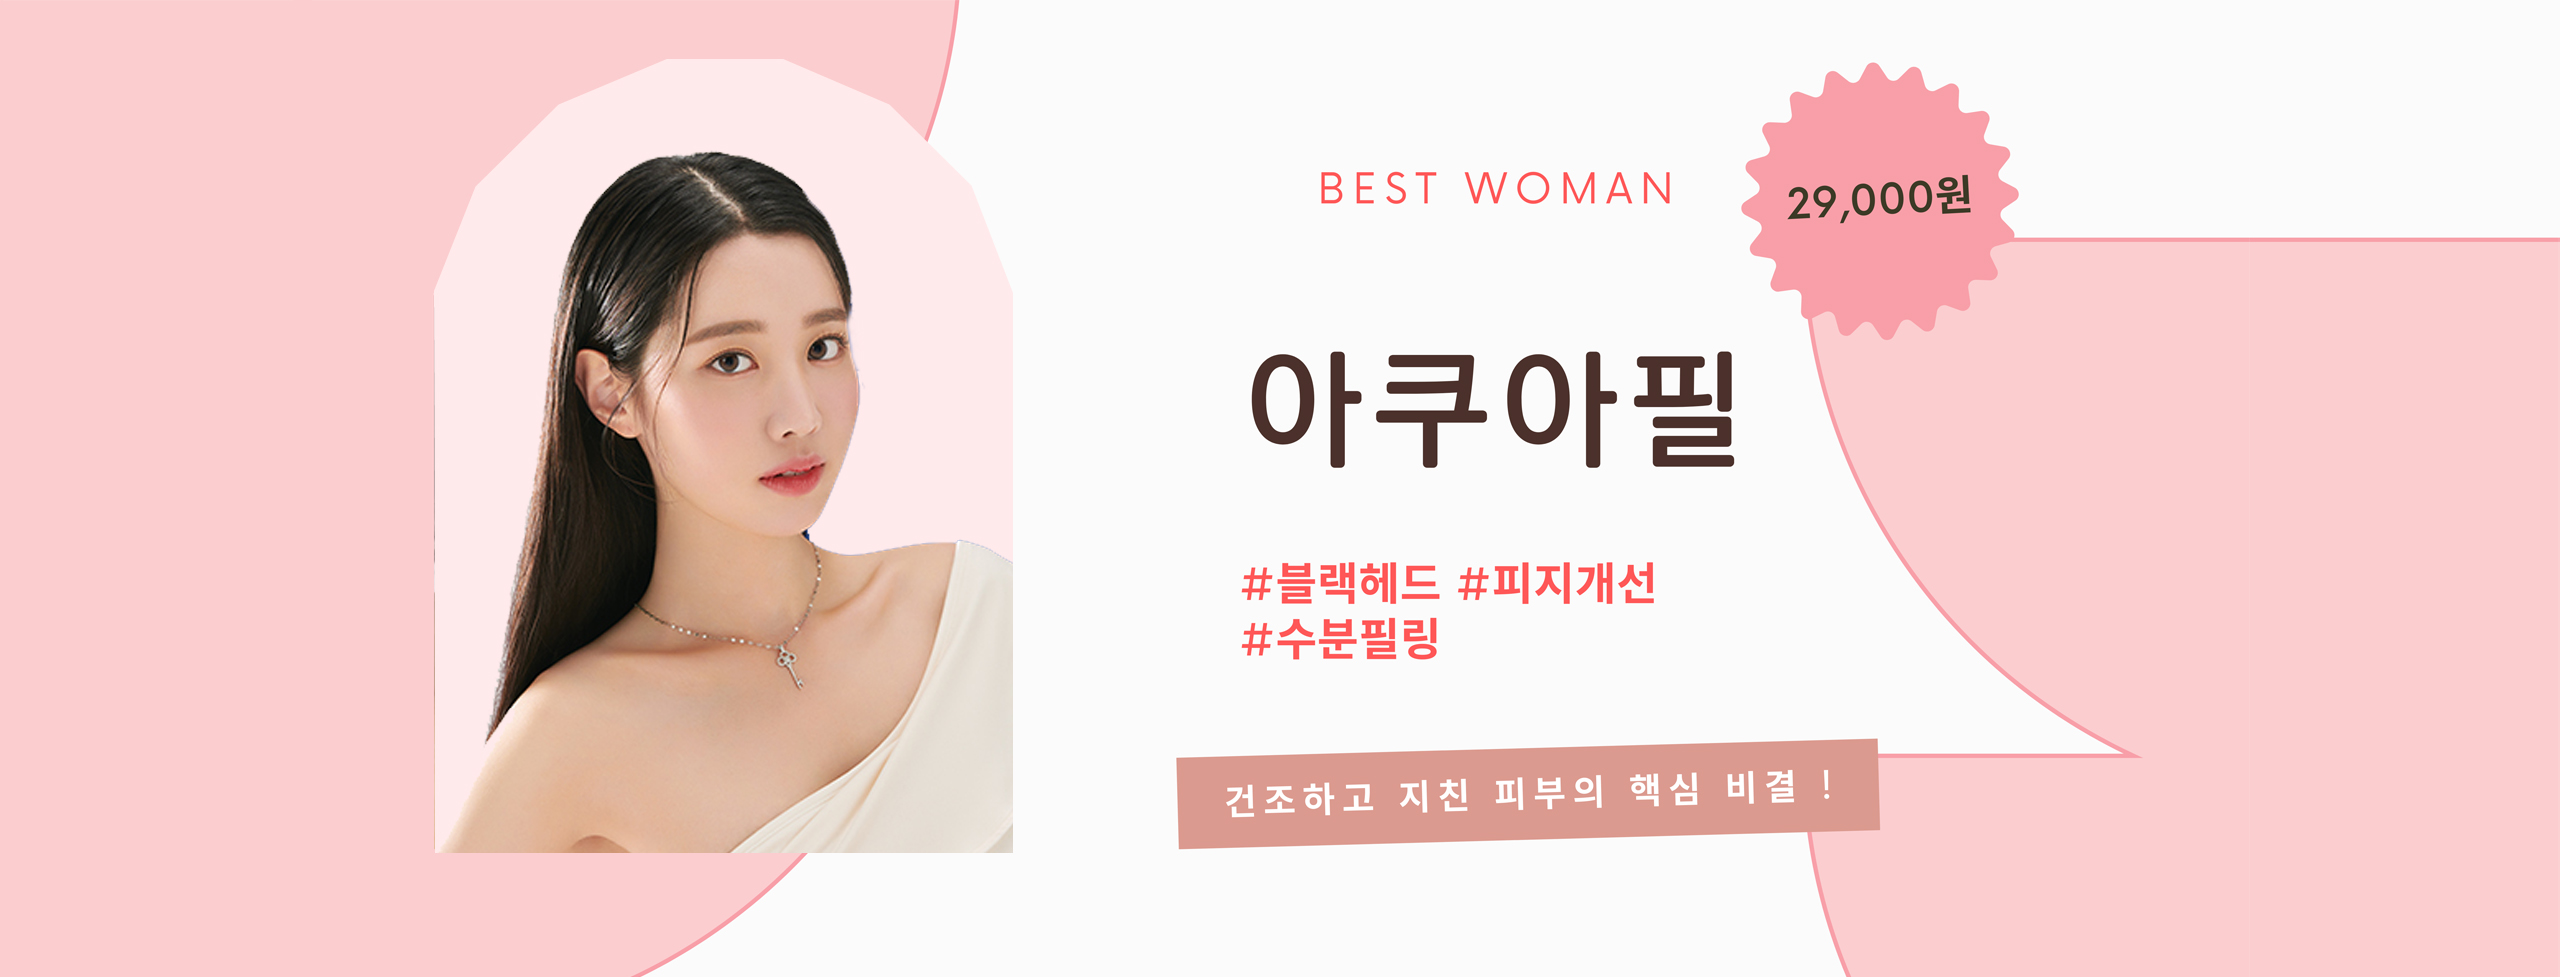 BEST WOMAN
29,000원
아쿠아필
#블랙헤드 #피지개선
#수분필링
건조하고 지친 피부의 핵심 비결 !